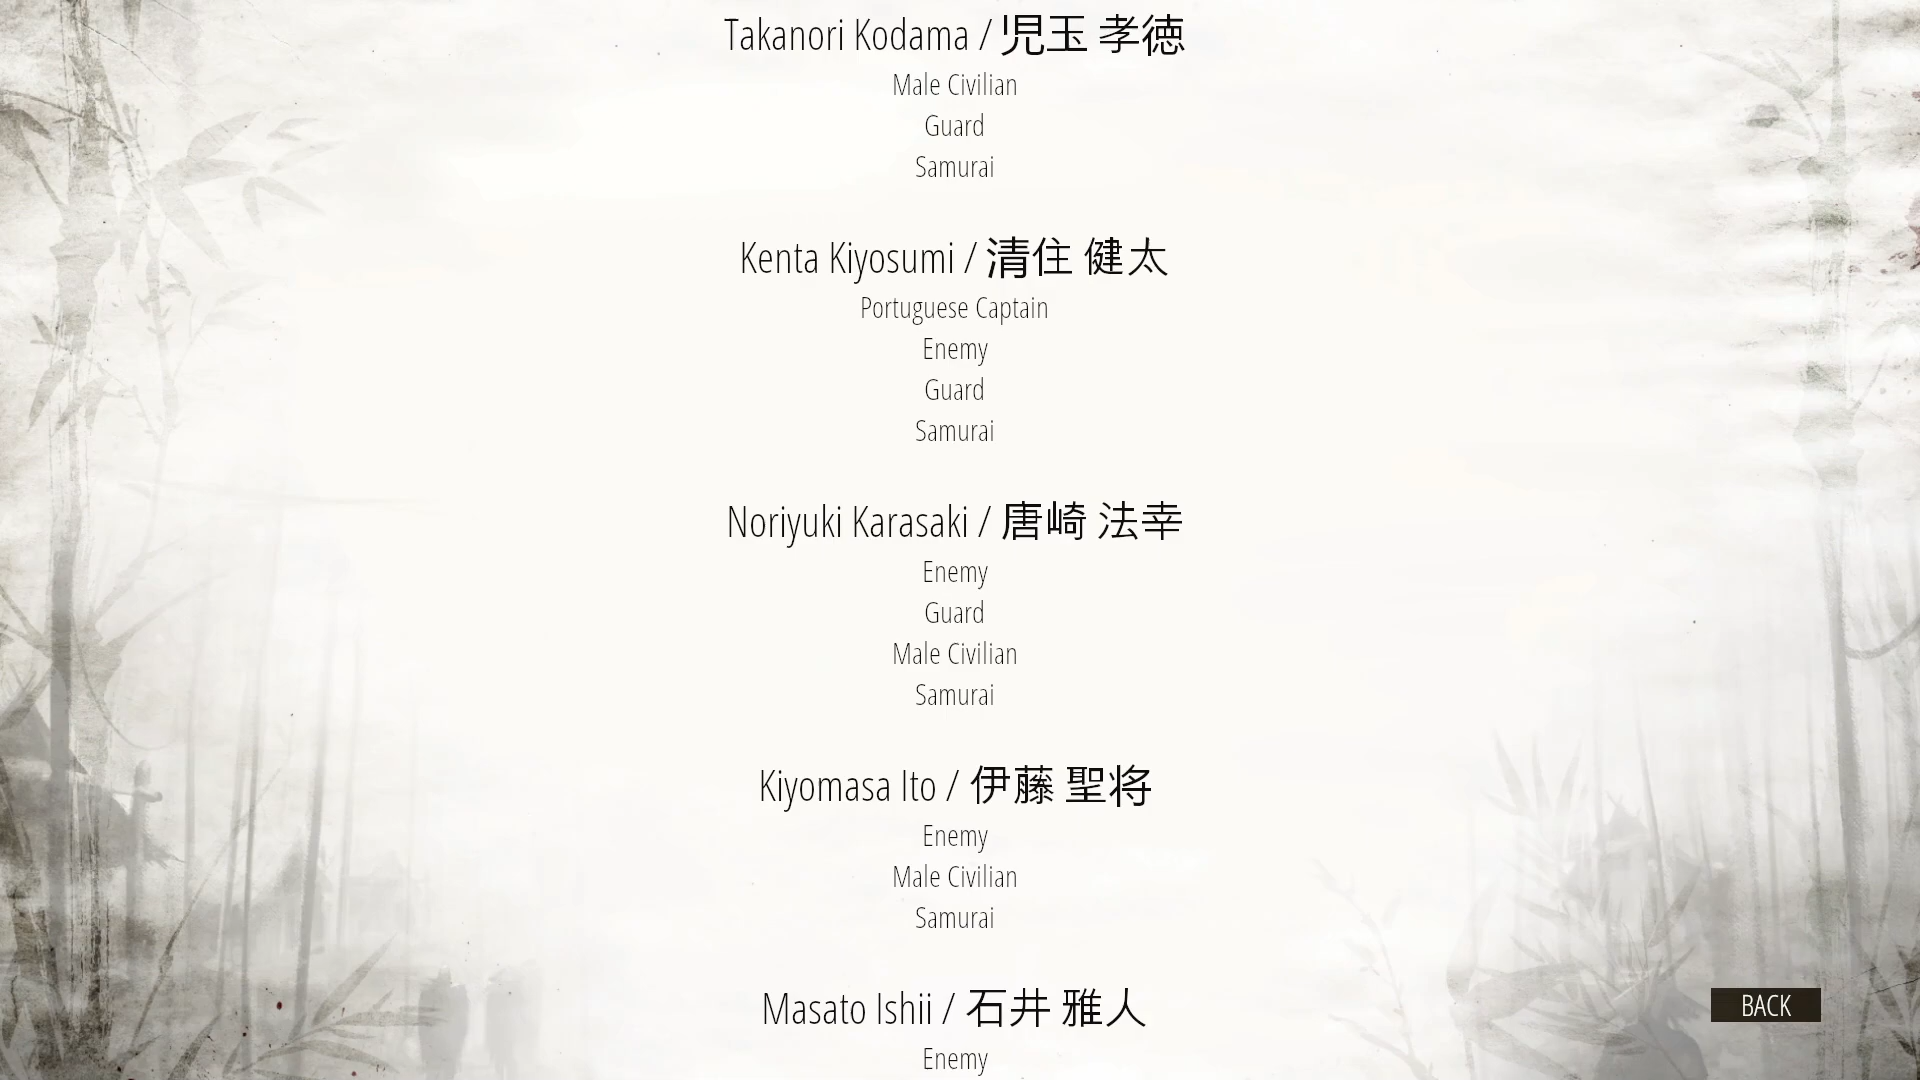 Takanori Kodama / 児玉 孝徳
Male Civilian
Guard
Samurai
Kenta Kiyosumi / 清住 健太
Portuguese Captain
Enemy
Guard
Samurai
Noriyuki Karasaki / 唐崎 法幸
Enemy
Guard
Male Civilian
Samurai
Kiyomasa Ito / 伊藤 聖将
Enemy
Male Civilian
Samurai
Masato Ishii / 石井 雅人
Enemy
BACK